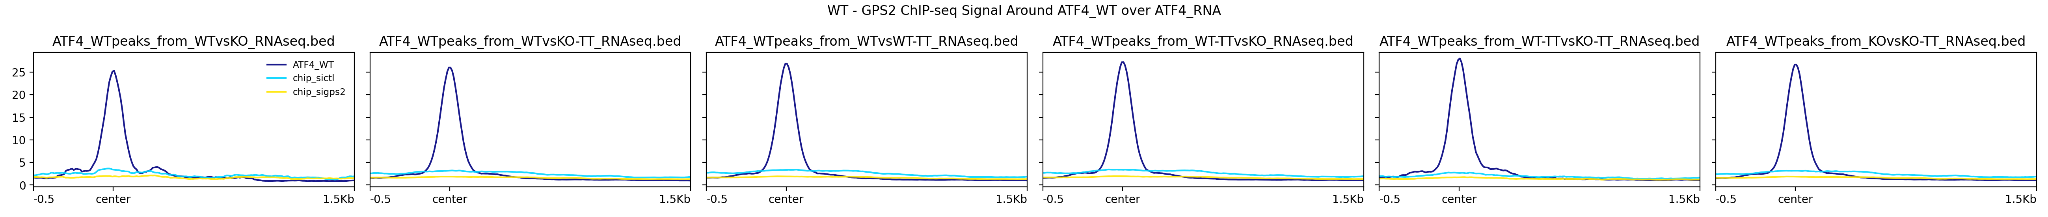 WT - GPS2 ChIP-seq Signal Around ATF4_WT over ATF4_RNA
ATF4_WTpeaks_from_WTvsKO_RNAseq.bed
ATF4_WTpeaks_from_WTvsKO-TT_RNAseq.bed
ATF4_WTpeaks_from_WTvsWT-TT_RNAseq.bed
ATF4_WTpeaks_from_WT-TTvsKO_RNAseq.bed
ATF4_WTpeaks_from_WT-TTvsKO-TT_RNAseq.bed
ATF4_WTpeaks_from_KOvsKO-TT_RNAseq.bed
25
20
15
10
5
0
ATF4_WT
chip_sictl
chip_sigps2
-0.5 center 1.5Kb
-0.5 center 1.5Kb
-0.5 center 1.5Kb
-0.5 center 1.5Kb
-0.5 center 1.5Kb
-0.5 center 1.5Kb